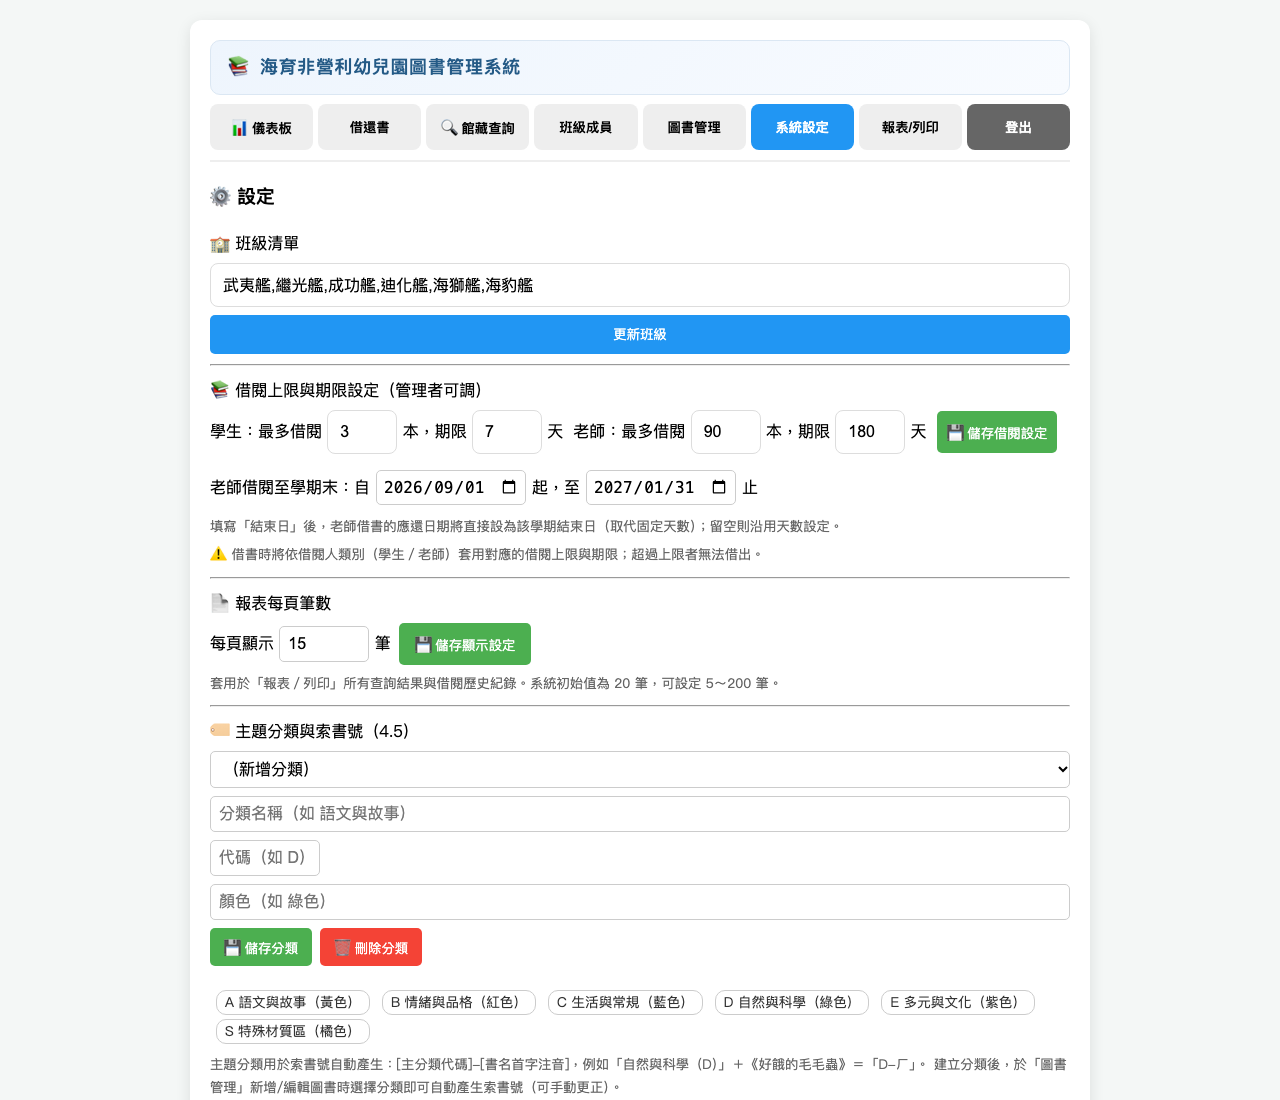 海育非營利幼兒園圖書管理系統
儀表板 借還書 館藏查詢 班級成員 圖書管理 系統設定 報表/列印 登出
設定
班級清單
武夷艦,繼光艦,成功艦,迪化艦,海獅艦,海豹艦
更新班級
借閱上限與期限設定（管理者可調）
學生：最多借閱 3 本，期限 7 天 老師：最多借閱 90 本，期限 180 天 儲存借閱設定
老師借閱至學期末：自 2026/09/01 起，至 2027/01/31 止
填寫「結束日」後，老師借書的應還日期將直接設為該學期結束日（取代固定天數）；留空則沿用天數設定。
借書時將依借閱人類別（學生 / 老師）套用對應的借閱上限與期限；超過上限者無法借出。
報表每頁筆數
每頁顯示 15 筆 儲存顯示設定
套用於「報表 / 列印」所有查詢結果與借閱歷史紀錄。系統初始值為 20 筆，可設定 5～200 筆。
主題分類與索書號（4.5）
（新增分類）
分類名稱（如 語文與故事）
代碼（如 D）
顏色（如 綠色）
儲存分類 刪除分類
A 語文與故事（黃色） B 情緒與品格（紅色） C 生活與常規（藍色） D 自然與科學（綠色） E 多元與文化（紫色）
S 特殊材質區（橘色）
主題分類用於索書號自動產生：[主分類代碼]-[書名首字注音]，例如「自然與科學（D)」＋《好餓的毛毛蟲》＝「D-ㄏ」。 建立分類後，於「圖書
管理」新增/編輯圖書時選擇分類即可自動產生索書號（可手動更正）。